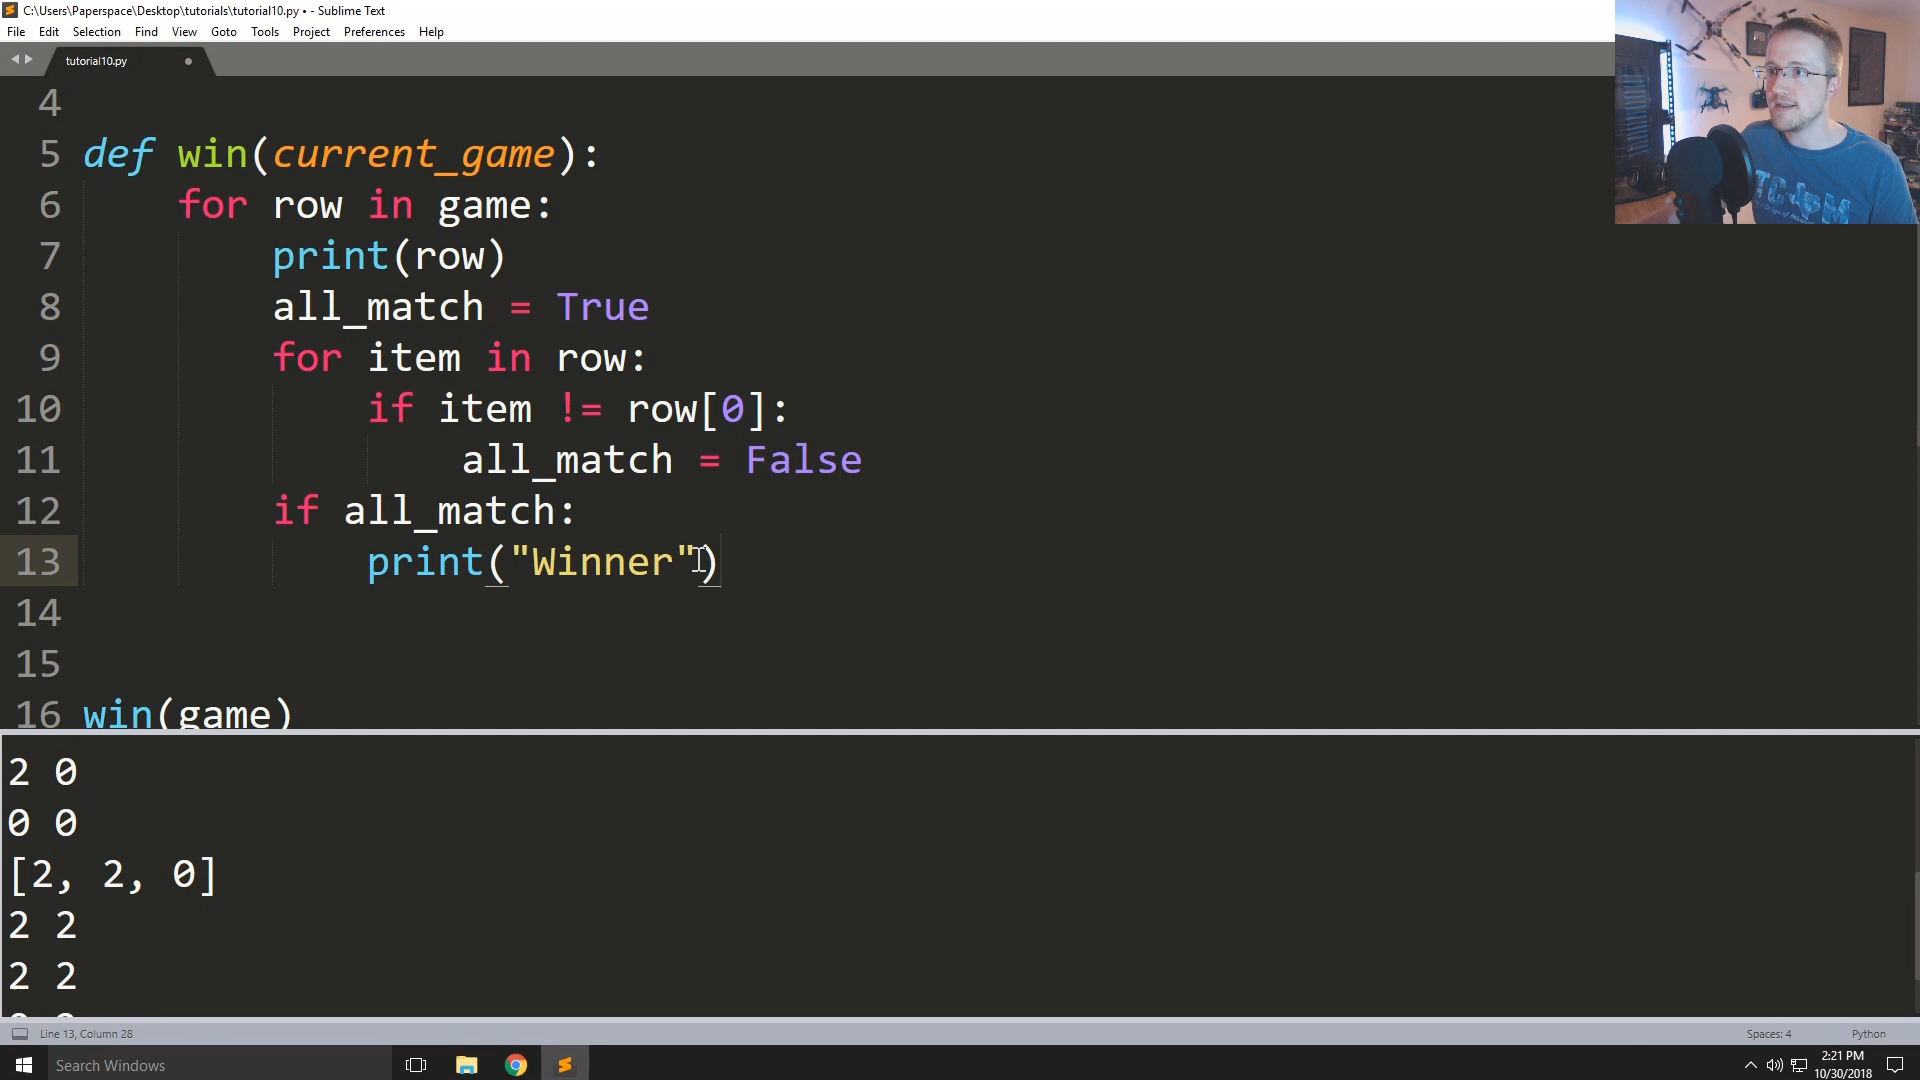 C:\Users\Paperspace\Desktop\tutorials\tutorial10.py • - Sublime Text
File Edit Selection Find View Goto Tools Project Preferences Help
tutorial10.py
4
5 def win(current_game):
6 for row in game:
7 print(row)
8 all_match = True
9 for item in row:
10 if item != row[0]:
11 all_match = False
12 if all_match:
13 print("Winner")
14
15
16 win(game)
2 0
0 0
[2, 2, 0]
2 2
2 2
Line 13, Column 28
Spaces: 4
Python
Search Windows
2:21 PM
10/30/2018